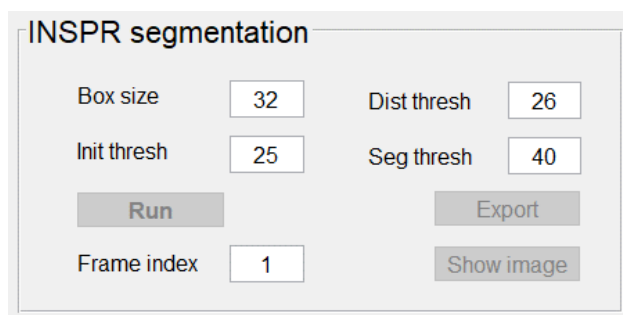 INSPR segmentation
Box size 32 Dist thresh 26
Init thresh 25 Seg thresh 40
Run Export
Frame index 1 Show image